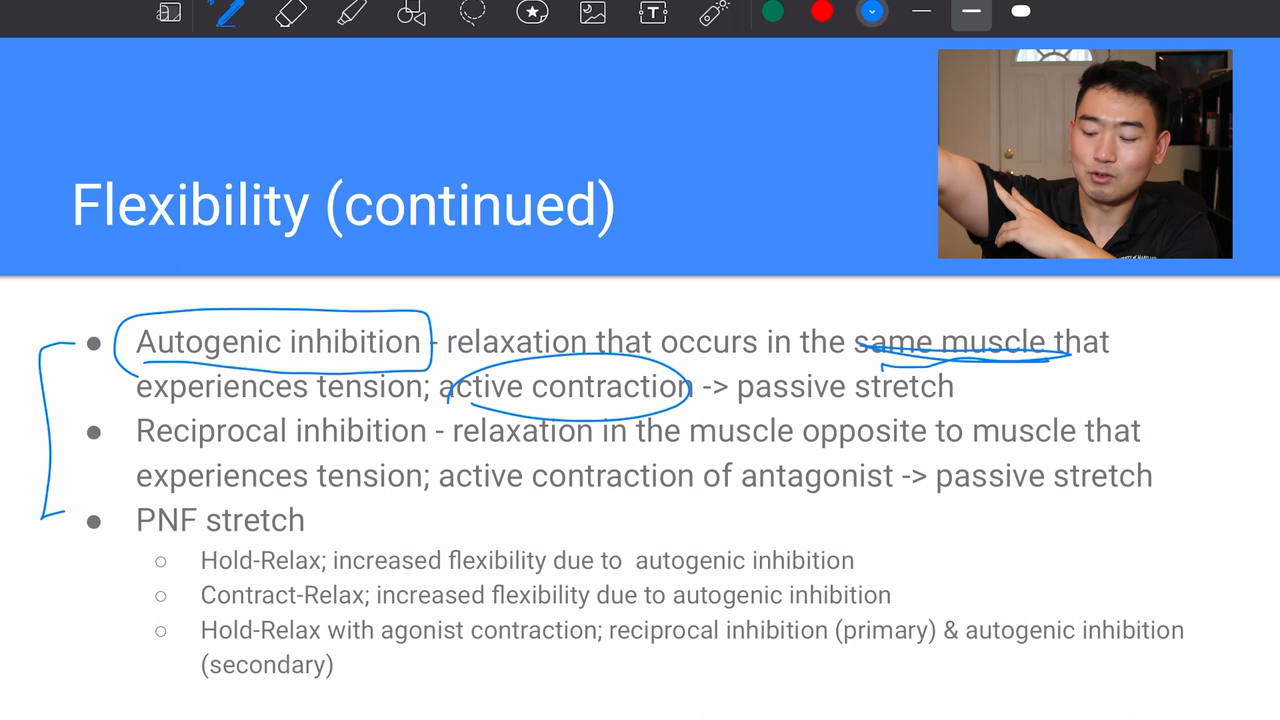 Flexibility (continued)
● Autogenic inhibition - relaxation that occurs in the same muscle that
experiences tension; active contraction -> passive stretch
● Reciprocal inhibition - relaxation in the muscle opposite to muscle that
experiences tension; active contraction of antagonist -> passive stretch
● PNF stretch
○ Hold-Relax; increased flexibility due to  autogenic inhibition
○ Contract-Relax; increased flexibility due to autogenic inhibition
○ Hold-Relax with agonist contraction; reciprocal inhibition (primary) & autogenic inhibition
(secondary)